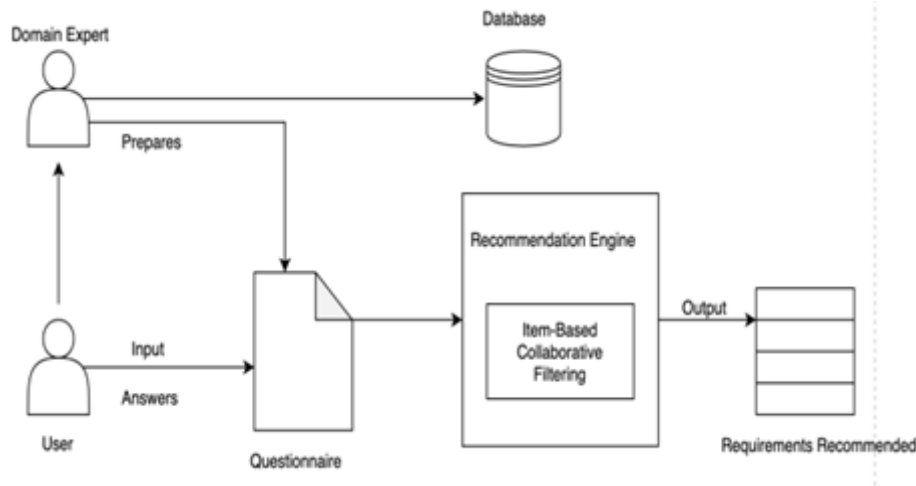 Database
Domain Expert
Prepares
Recommendation Engine
Output
Item-Based
Collaborative
Filtering
Input
Answers
User
Questionnaire
Requirements Recommended